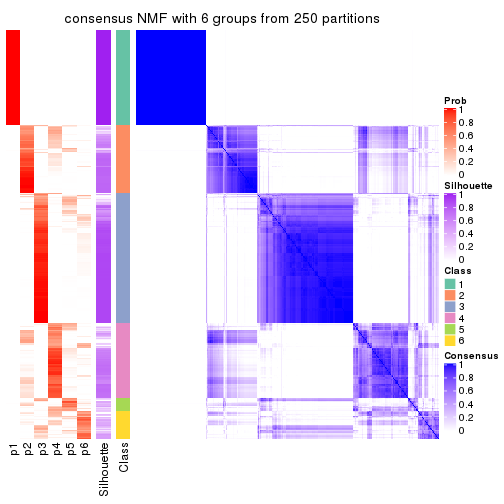 consensus NMF with 6 groups from 250 partitions
Prob
1
0.8
0.6
0.4
0.2
0
Silhouette
1
0.8
0.6
0.4
0.2
0
Class
1
2
3
4
5
6
Consensus
1
0.8
0.6
0.4
0.2
0
p1
p2
p3
p4
p5
p6
Silhouette
Class